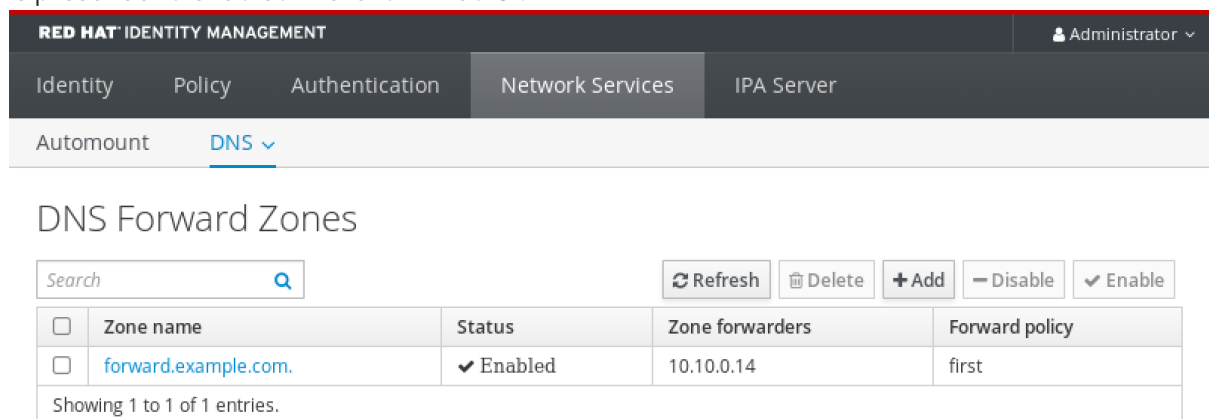 RED HAT® IDENTITY MANAGEMENT Administrator
Identity Policy Authentication Network Services IPA Server
Automount DNS
DNS Forward Zones
Search Refresh Delete Add Disable Enable
Zone name Status Zone forwarders Forward policy
forward.example.com. Enabled 10.10.0.14 first
Showing 1 to 1 of 1 entries.